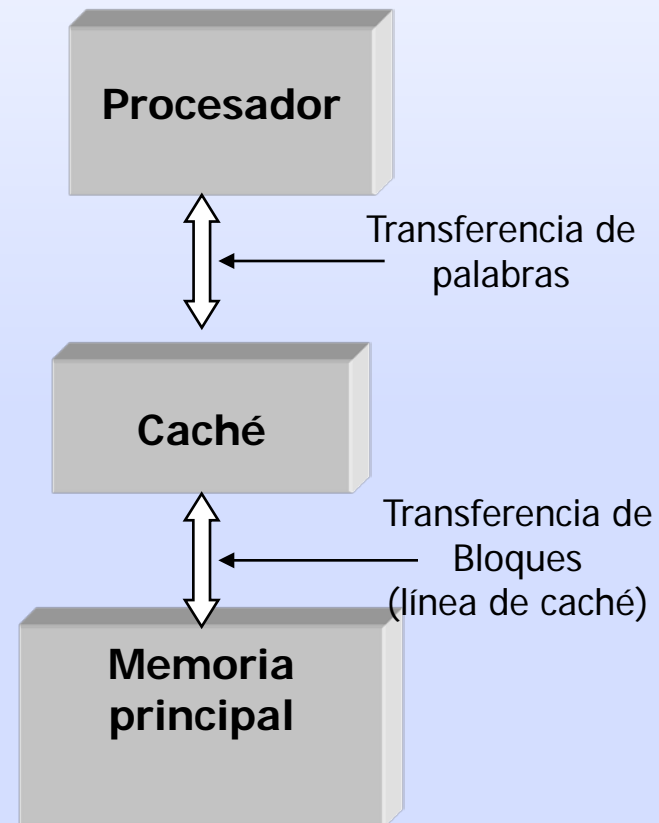 Procesador
Transferencia de
palabras
Caché
Transferencia de
Bloques
(línea de caché)
Memoria
principal